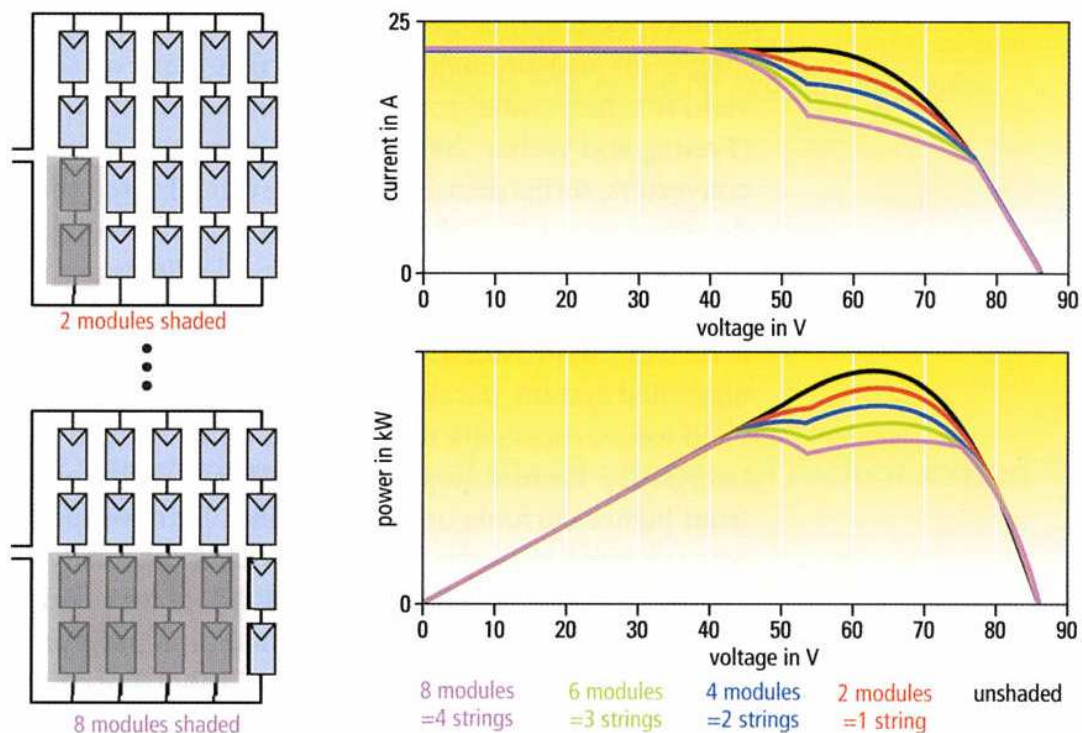 2 modules shaded
8 modules shaded
25
current in A
0
0 10 20 30 40 50 60 70 80 90
voltage in V
power in kW
0
0 10 20 30 40 50 60 70 80 90
voltage in V
8 modules
=4 strings
6 modules
=3 strings
4 modules
=2 strings
2 modules
=1 string
unshaded